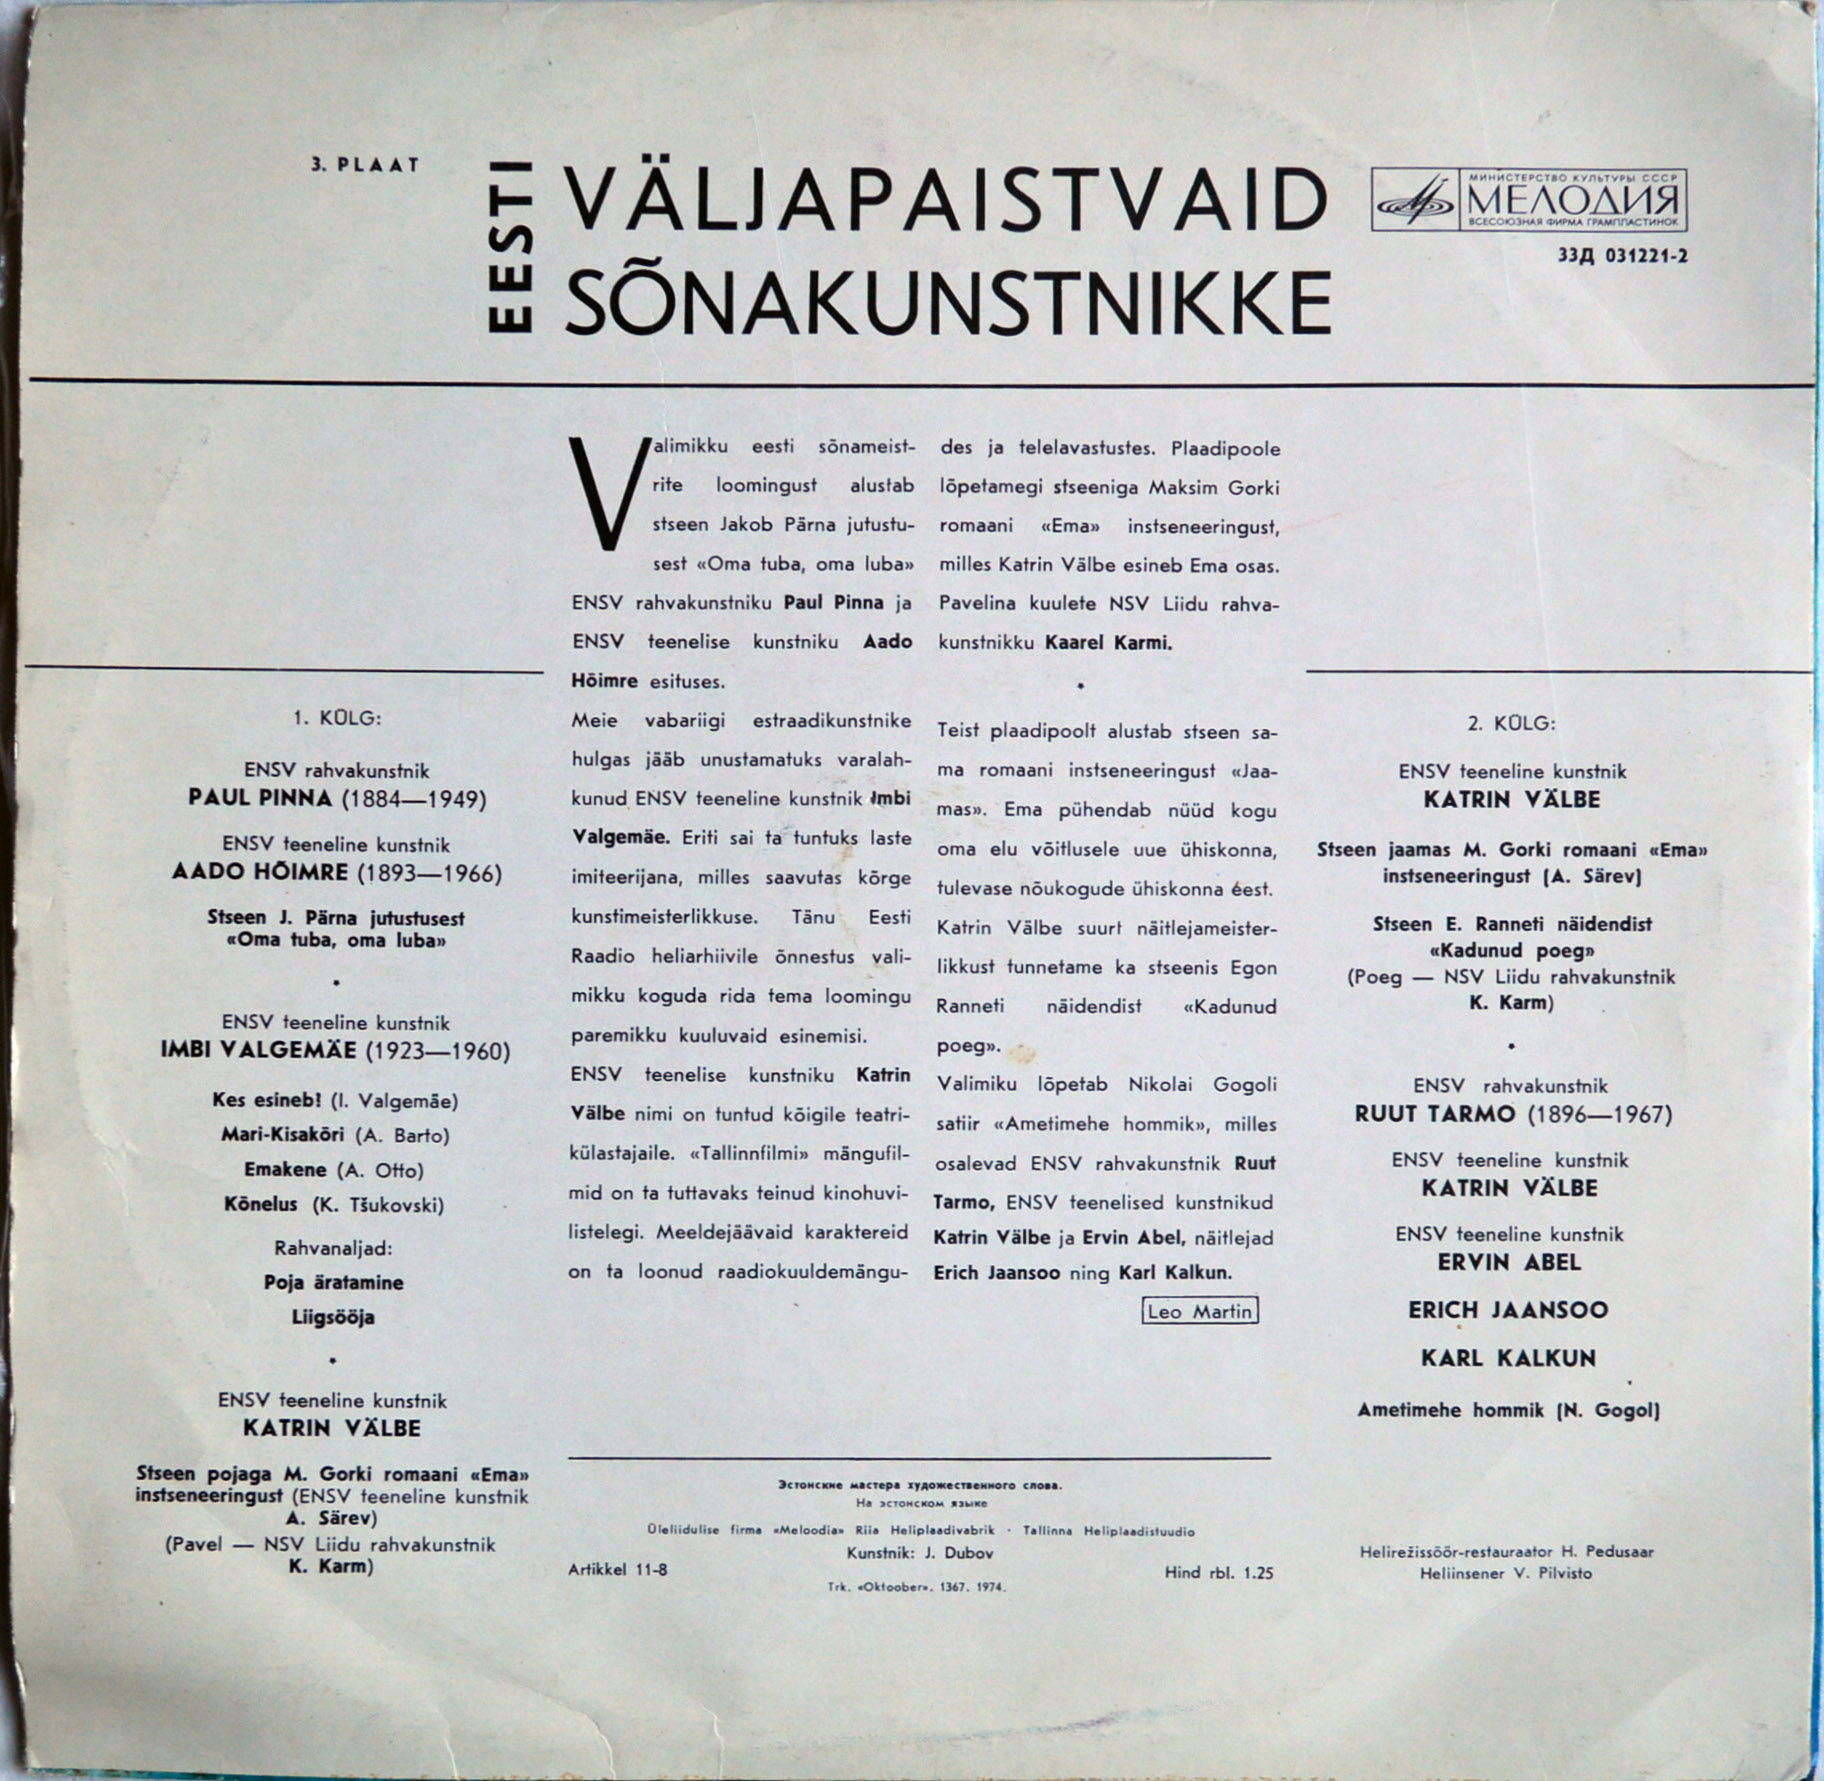 3. PLAAT
EESTI
VÄLJAPAISTVAID
SÕNAKUNSTNIKKE
МИНИСТЕРСТВО КУЛЬТУРЫ СССР
МЕЛОДИЯ
ВСЕСОЮЗНАЯ ФИРМА ГРАМПЛАСТИНОК
33Д 031221-2
1. KÜLG:
ENSV rahvakunstnik
PAUL PINNA (1884—1949)
ENSV teeneline kunstnik
AADO HÕIMRE (1893—1966)
Stseen J. Pärna jutustusest
«Oma tuba, oma luba»
ENSV teeneline kunstnik
IMBI VALGEMÄE (1923—1960)
Kes esineb! (I. Valgemäe)
Mari-Kisakõri (A. Barto)
Emakene (A. Otto)
Kõnelus (K. Tšukovski)
Rahvanaljad:
Poja äratamine
Liigsööja
ENSV teeneline kunstnik
KATRIN VÄLBE
Stseen pojaga M. Gorki romaani «Ema»
instseneeringust (ENSV teeneline kunstnik
A. Särev)
(Pavel — NSV Liidu rahvakunstnik
K. Karm)
Valimikku eesti sõnameist-
rite loomingust alustab
stseen Jakob Pärna jutustu-
sest «Oma tuba, oma luba»
ENSV rahvakunstniku Paul Pinna ja
ENSV teenelise kunstniku Aado
Hõimre esituses.
Meie vabariigi estraadikunstnike
hulgas jääb unustamatuks varalah-
kunud ENSV teeneline kunstnik Imbi
Valgemäe. Eriti sai ta tuntuks laste
imiteerijana, milles saavutas kõrge
kunstimeisterlikkuse. Tänu Eesti
Raadio heliarhiivile õnnestus vali-
mikku koguda rida tema loomingu
paremikku kuuluvaid esinemisi.
ENSV teenelise kunstniku Katrin
Välbe nimi on tuntud kõigile teatri-
külastajaile. «Tallinnfilmi» mängufil-
mid on ta tuttavaks teinud kinohuvi-
listelegi. Meeldejäävaid karaktereid
on ta loonud raadiokuuldemängu-
des ja telelavastustes. Plaadipoole
lõpetamegi stseeniga Maksim Gorki
romaani «Ema» instseneeringust,
milles Katrin Välbe esineb Ema osas.
Pavelina kuulete NSV Liidu rahva-
kunstnikku Kaarel Karmi.
Teist plaadipoolt alustab stseen sa-
ma romaani instseneeringust «Jaa-
mas». Ema pühendab nüüd kogu
oma elu võitlusele uue ühiskonna,
tulevase nõukogude ühiskonna eest.
Katrin Välbe suurt näitlejameister-
likkust tunnetame ka stseenis Egon
Ranneti näidendist «Kadunud
poeg».
Valimiku lõpetab Nikolai Gogoli
satiir «Ametimehe hommik», milles
osalevad ENSV rahvakunstnik Ruut
Tarmo, ENSV teenelised kunstnikud
Katrin Välbe ja Ervin Abel, näitlejad
Erich Jaansoo ning Karl Kalkun.
Leo Martin
2. KÜLG:
ENSV teeneline kunstnik
KATRIN VÄLBE
Stseen jaamas M. Gorki romaani «Ema»
instseneeringust (A. Särev)
Stseen E. Ranneti näidendist
«Kadunud poeg»
(Poeg — NSV Liidu rahvakunstnik
K. Karm)
ENSV rahvakunstnik
RUUT TARMO (1896—1967)
ENSV teeneline kunstnik
KATRIN VÄLBE
ENSV teeneline kunstnik
ERVIN ABEL
ERICH JAANSOO
KARL KALKUN
Ametimehe hommik (N. Gogol)
Эстонские мастера художественного слова.
На эстонском языке
Üleliidulise firma «Meloodia» Riia Heliplaadivabrik · Tallinna Heliplaadistuudio
Kunstnik: J. Dubov
Artikkel 11-8
Hind rbl. 1.25
Trk. «Oktoober». 1367. 1974.
Helirežissöör-restauraator H. Pedusaar
Heliinsener V. Pilvisto